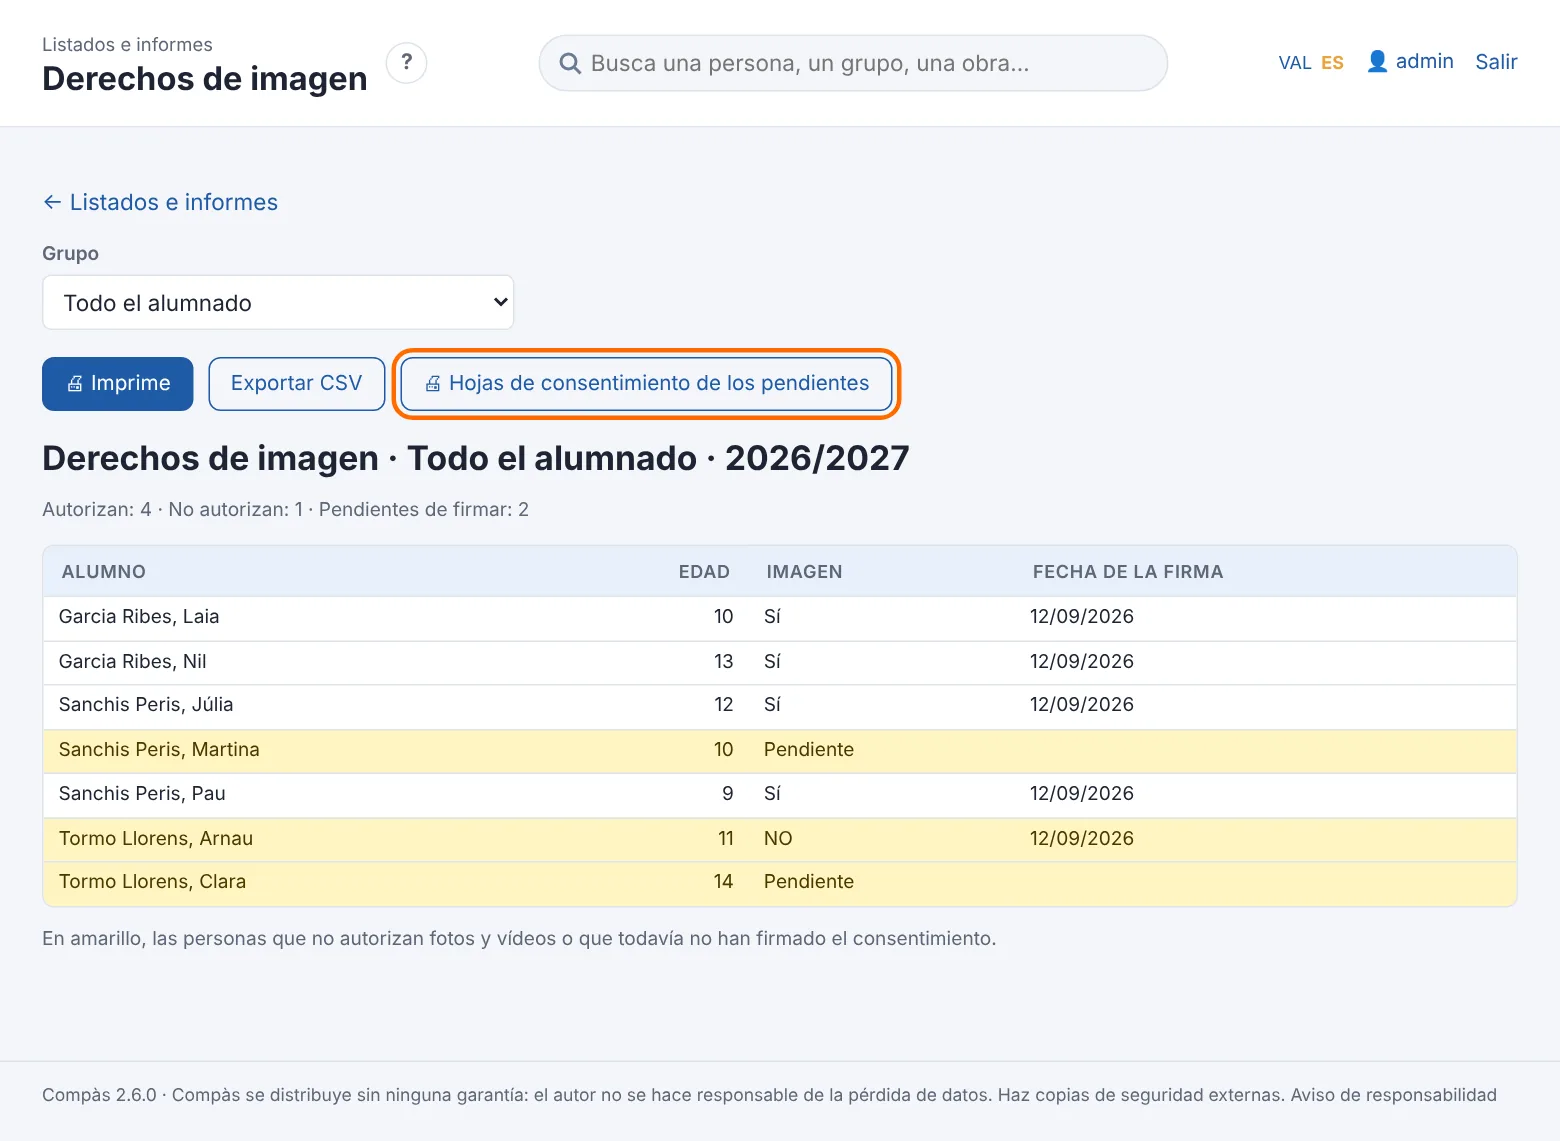 Listados e informes
Derechos de imagen
?
Busca una persona, un grupo, una obra...
VAL ES admin Salir
← Listados e informes
Grupo
Todo el alumnado
Imprime Exportar CSV Hojas de consentimiento de los pendientes
Derechos de imagen · Todo el alumnado · 2026/2027
Autorizan: 4 · No autorizan: 1 · Pendientes de firmar: 2
ALUMNO EDAD IMAGEN FECHA DE LA FIRMA
Garcia Ribes, Laia 10 Sí 12/09/2026
Garcia Ribes, Nil 13 Sí 12/09/2026
Sanchis Peris, Júlia 12 Sí 12/09/2026
Sanchis Peris, Martina 10 Pendiente
Sanchis Peris, Pau 9 Sí 12/09/2026
Tormo Llorens, Arnau 11 NO 12/09/2026
Tormo Llorens, Clara 14 Pendiente
En amarillo, las personas que no autorizan fotos y vídeos o que todavía no han firmado el consentimiento.
Compàs 2.6.0 · Compàs se distribuye sin ninguna garantía: el autor no se hace responsable de la pérdida de datos. Haz copias de seguridad externas. Aviso de responsabilidad